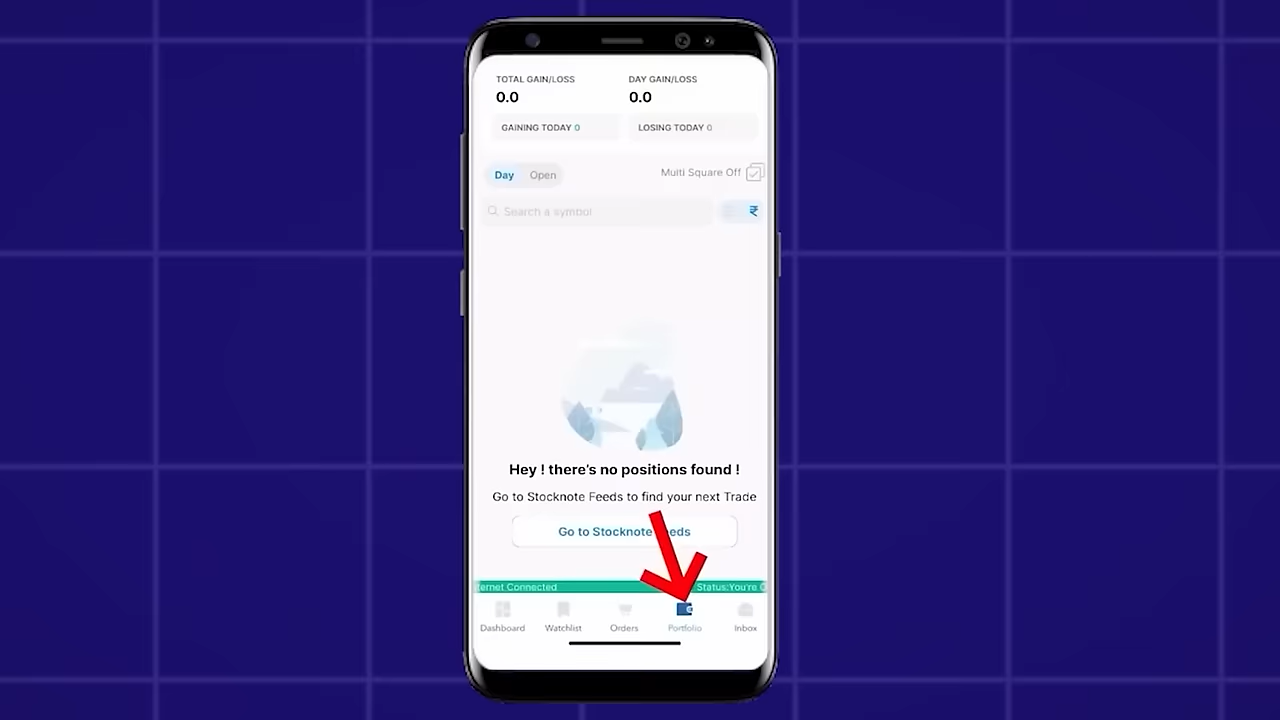 TOTAL GAIN/LOSS DAY GAIN/LOSS
0.0 0.0
GAINING TODAY 0 LOSING TODAY 0
Day Open Multi Square Off
Search a symbol ₹
Hey ! there's no positions found !
Go to Stocknote Feeds to find your next Trade
Go to Stocknote eeds
ernet Connected Status:You're
Dashboard Watchlist Orders Portfolio Inbox